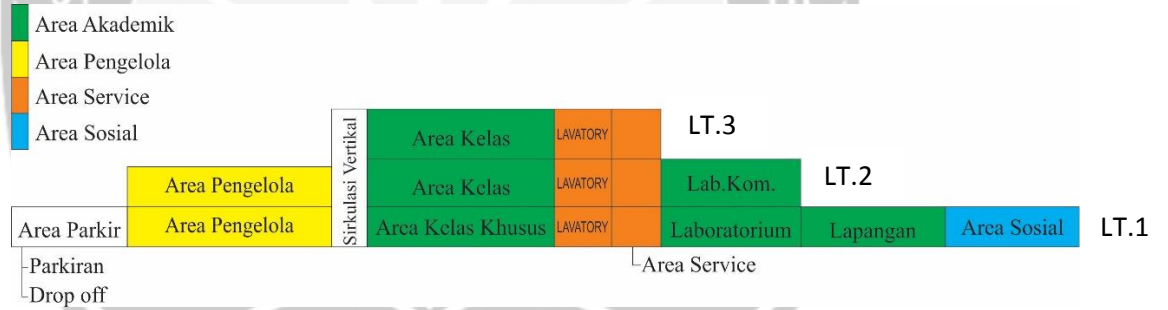 Area Akademik
Area Pengelola
Area Service
Area Sosial
Sirkulasi Vertikal
Area Kelas LAVATORY LT.3
Area Pengelola Area Kelas LAVATORY Lab.Kom. LT.2
Area Parkir Area Pengelola Area Kelas Khusus LAVATORY Laboratorium Lapangan Area Sosial LT.1
Parkiran Area Service
Drop off